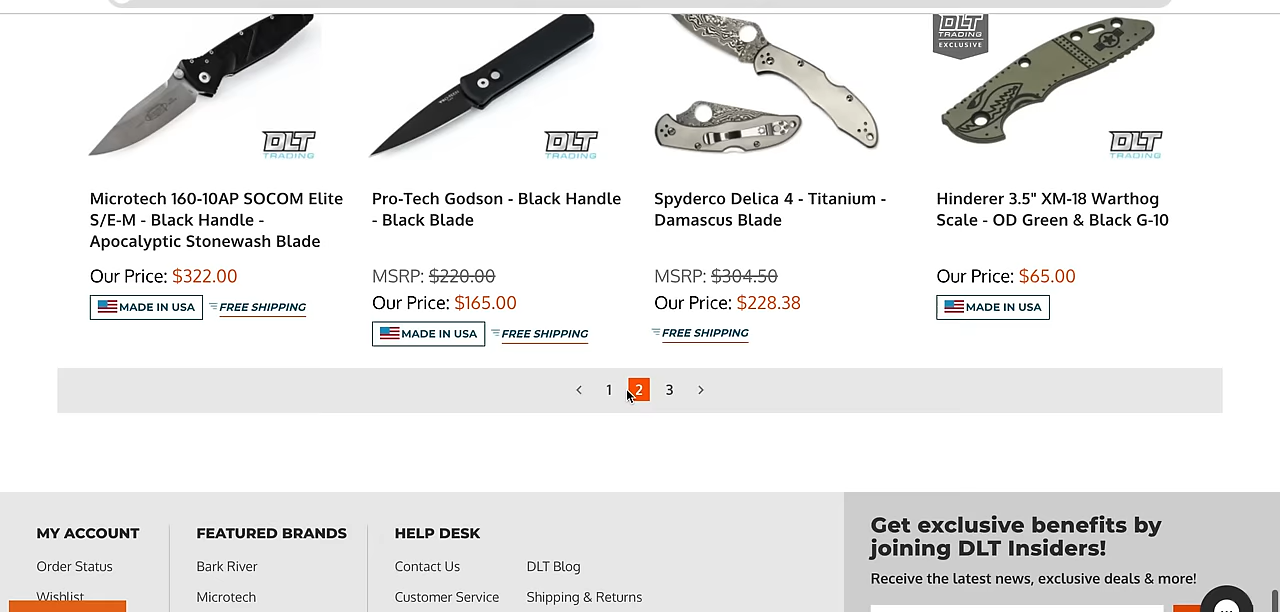 DLT
TRADING
EXCLUSIVE
DLT
TRADING
DLT
TRADING
DLT
TRADING
Microtech 160-10AP SOCOM Elite
S/E-M - Black Handle -
Apocalyptic Stonewash Blade
Our Price: $322.00
MADE IN USA FREE SHIPPING
Pro-Tech Godson - Black Handle
- Black Blade
MSRP: $220.00
Our Price: $165.00
MADE IN USA FREE SHIPPING
Spyderco Delica 4 - Titanium -
Damascus Blade
MSRP: $304.50
Our Price: $228.38
FREE SHIPPING
Hinderer 3.5" XM-18 Warthog
Scale - OD Green & Black G-10
Our Price: $65.00
MADE IN USA
< 1 2 3 >
MY ACCOUNT
Order Status
Wishlist
FEATURED BRANDS
Bark River
Microtech
HELP DESK
Contact Us
Customer Service
DLT Blog
Shipping & Returns
Get exclusive benefits by
joining DLT Insiders!
Receive the latest news, exclusive deals & more!